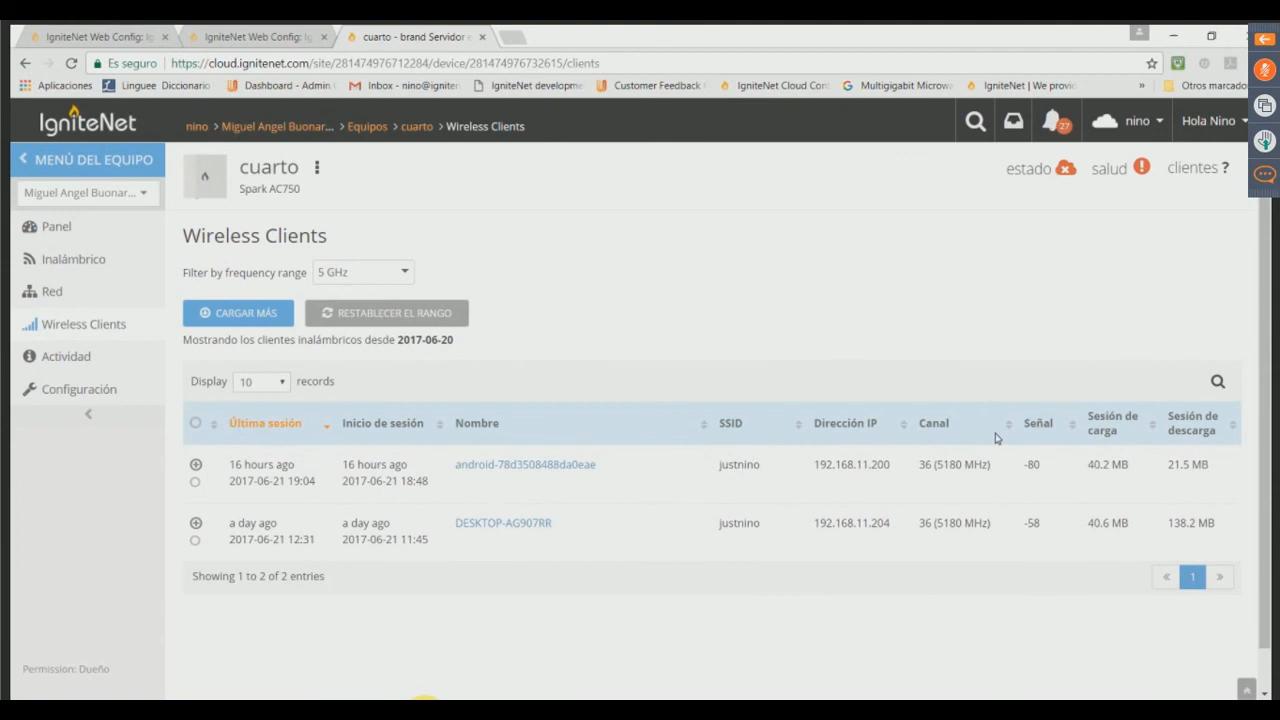 IgniteNet Web Config: Ig
IgniteNet Web Config: Ig
cuarto - brand Servidor e
Es seguro
https://cloud.ignitenet.com/site/281474976712284/device/281474976732615/clients
Aplicaciones
Linguee Diccionario
Dashboard - Admin
Inbox - nino@igniten
IgniteNet developme
Customer Feedback
IgniteNet Cloud Cont
Multigigabit Microwa
IgniteNet | We provid
»
Otros marcado
IgniteNet
nino > Miguel Angel Buonar... > Equipos > cuarto > Wireless Clients
27
nino
Hola Nino
MENÚ DEL EQUIPO
Miguel Angel Buonar...
Panel
Inalámbrico
Red
Wireless Clients
Actividad
Configuración
Permission: Dueño
cuarto
Spark AC750
estado
salud
clientes ?
Wireless Clients
Filter by frequency range 5 GHz
CARGAR MÁS
RESTABLECER EL RANGO
Mostrando los clientes inalámbricos desde 2017-06-20
Display 10 records
Última sesión
Inicio de sesión
Nombre
SSID
Dirección IP
Canal
Señal
Sesión de carga
Sesión de descarga
16 hours ago
2017-06-21 19:04
16 hours ago
2017-06-21 18:48
android-78d3508488da0eae
justnino
192.168.11.200
36 (5180 MHz)
-80
40.2 MB
21.5 MB
a day ago
2017-06-21 12:31
a day ago
2017-06-21 11:45
DESKTOP-AG907RR
justnino
192.168.11.204
36 (5180 MHz)
-58
40.6 MB
138.2 MB
Showing 1 to 2 of 2 entries
« 1 »